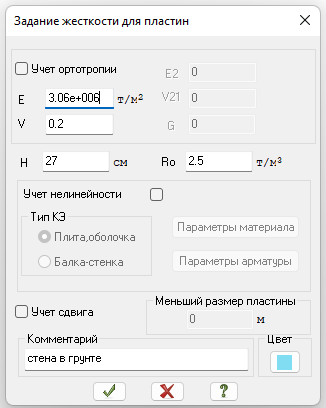 Задание жесткости для пластин
Учет ортотропии
E 3.06e+006 т/м²
E2 0
V 0.2
V21 0
G 0
H 27 см
Ro 2.5 т/м³
Учет нелинейности
Тип КЭ
Плита,оболочка
Балка-стенка
Параметры материала
Параметры арматуры
Учет сдвига
Меньший размер пластины
0 м
Комментарий
стена в грунте
Цвет
?